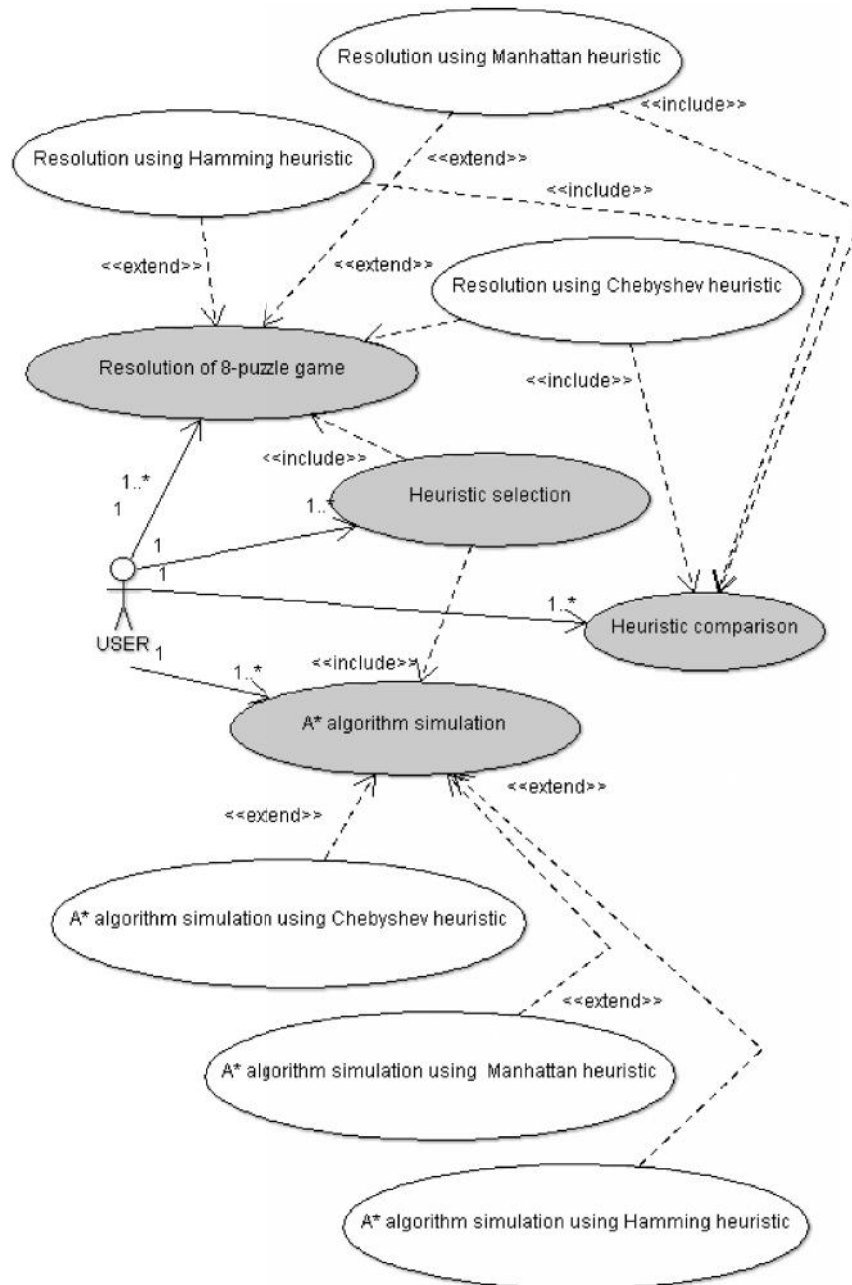 Resolution using Manhattan heuristic
<<include>>
Resolution using Hamming heuristic
<<extend>>
<<include>>
<<extend>>
<<extend>>
Resolution using Chebyshev heuristic
Resolution of 8-puzzle game
<<include>>
<<include>>
Heuristic selection
1..*
1
1..*
1
1
1..*
Heuristic comparison
USER
1
1..*
<<include>>
A* algorithm simulation
<<extend>>
<<extend>>
A* algorithm simulation using Chebyshev heuristic
<<extend>>
A* algorithm simulation using Manhattan heuristic
A* algorithm simulation using Hamming heuristic